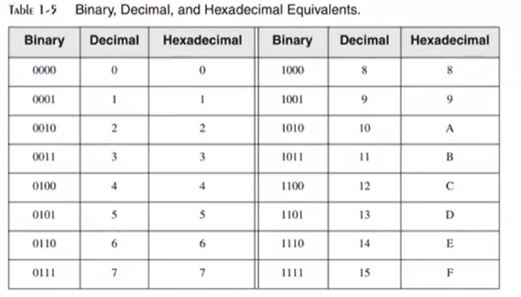 Table 1-5 Binary, Decimal, and Hexadecimal Equivalents.
Binary Decimal Hexadecimal Binary Decimal Hexadecimal
0000 0 0 1000 8 8
0001 1 1 1001 9 9
0010 2 2 1010 10 A
0011 3 3 1011 11 B
0100 4 4 1100 12 C
0101 5 5 1101 13 D
0110 6 6 1110 14 E
0111 7 7 1111 15 F